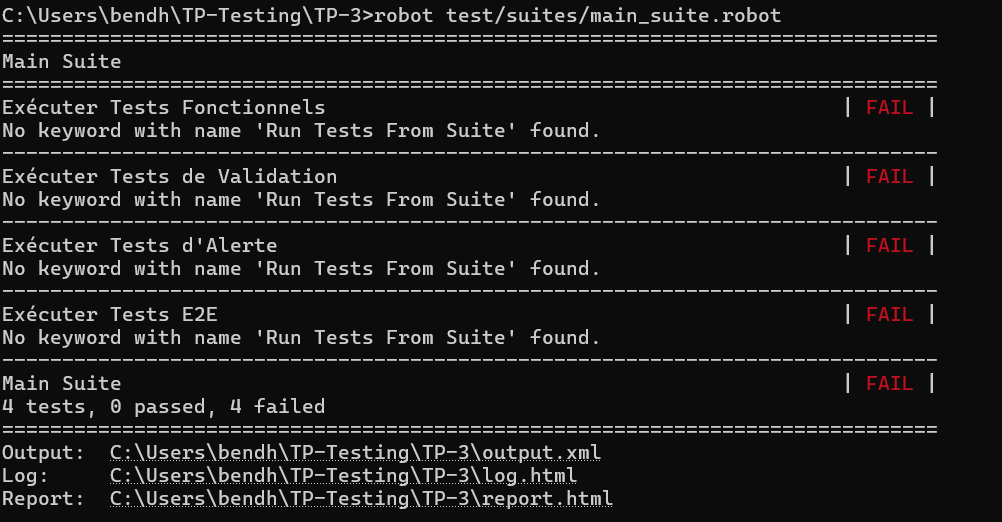 C:\Users\bendh\TP-Testing\TP-3>robot test/suites/main_suite.robot
==============================================================================
Main Suite
==============================================================================
Exécuter Tests Fonctionnels                                           | FAIL |
No keyword with name 'Run Tests From Suite' found.
------------------------------------------------------------------------------
Exécuter Tests de Validation                                          | FAIL |
No keyword with name 'Run Tests From Suite' found.
------------------------------------------------------------------------------
Exécuter Tests d'Alerte                                               | FAIL |
No keyword with name 'Run Tests From Suite' found.
------------------------------------------------------------------------------
Exécuter Tests E2E                                                    | FAIL |
No keyword with name 'Run Tests From Suite' found.
------------------------------------------------------------------------------
Main Suite                                                            | FAIL |
4 tests, 0 passed, 4 failed
==============================================================================
Output:  C:\Users\bendh\TP-Testing\TP-3\output.xml
Log:     C:\Users\bendh\TP-Testing\TP-3\log.html
Report:  C:\Users\bendh\TP-Testing\TP-3\report.html